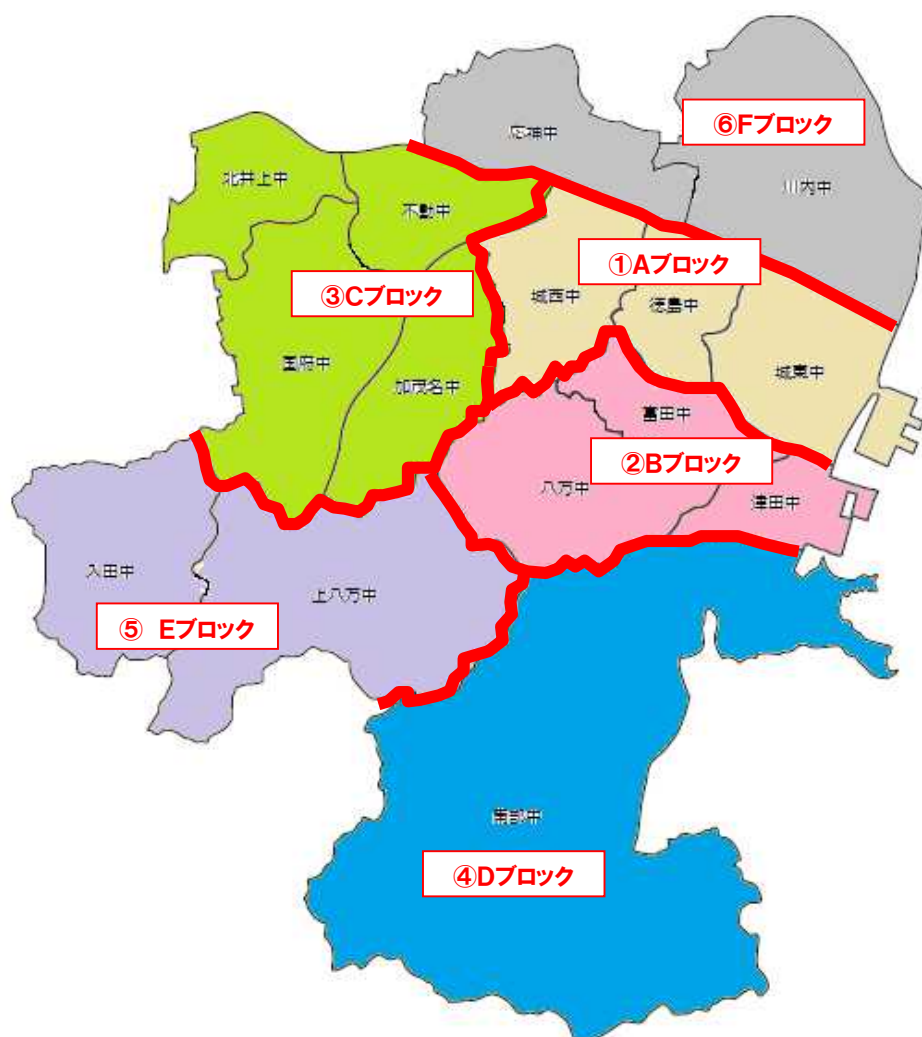 応神中
⑥Fブロック
北井上中
川内中
不動中
①Aブロック
③Cブロック
城西中
徳島中
国府中
加茂名中
城東中
富田中
②Bブロック
八万中
津田中
入田中
上八万中
⑤ Eブロック
南部中
④Dブロック